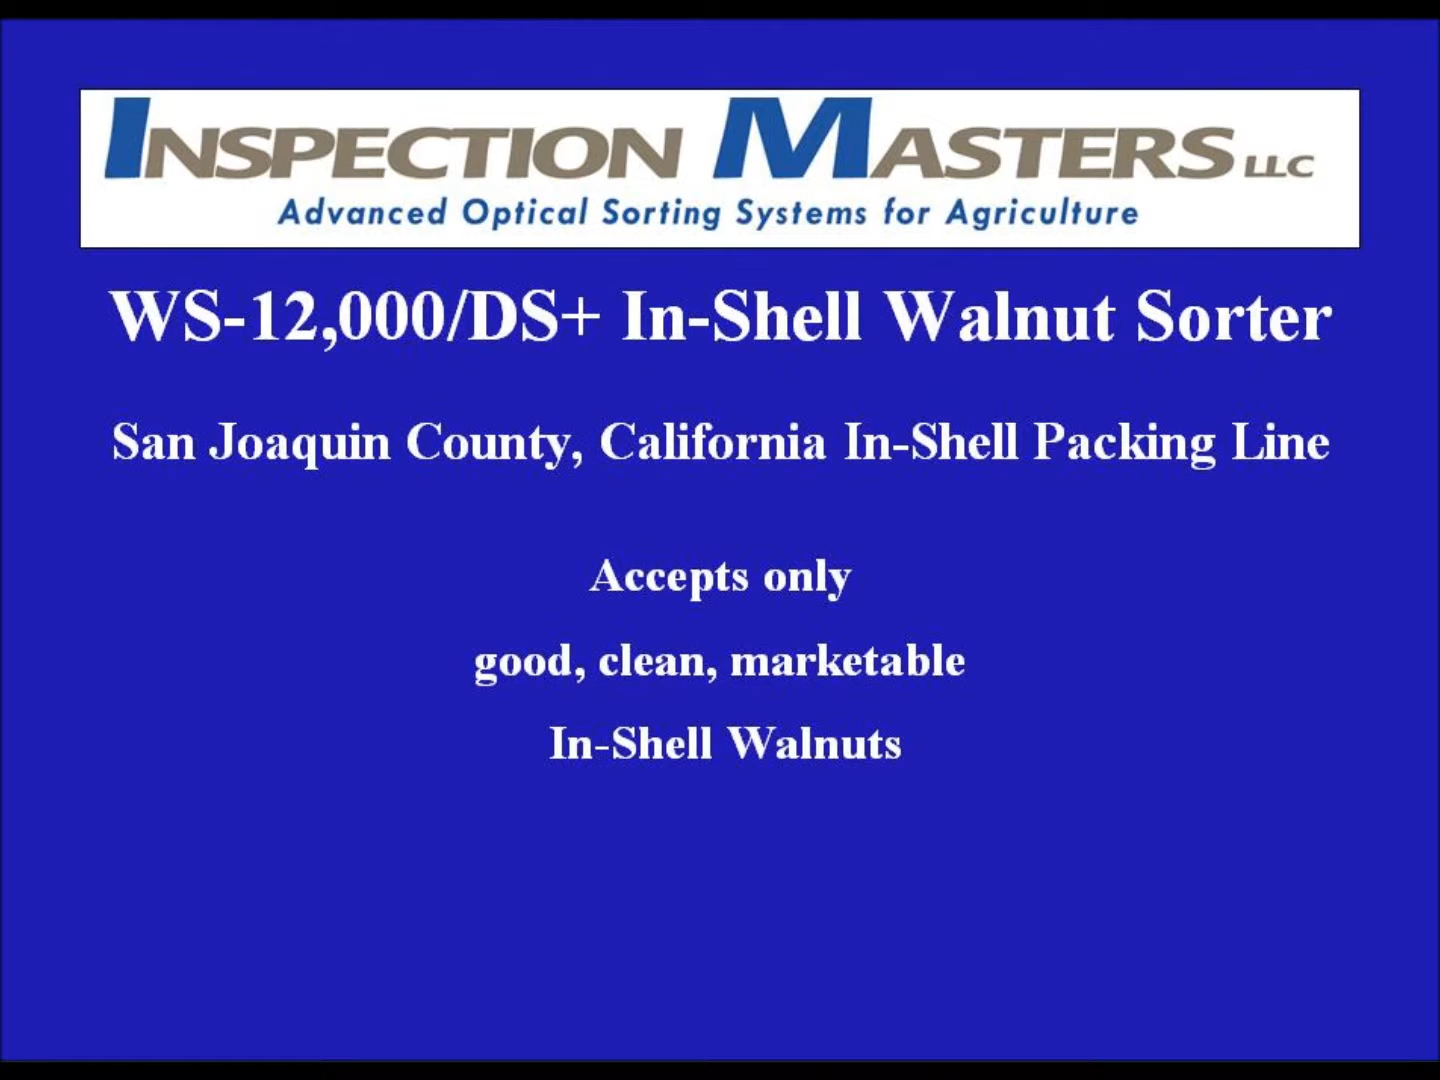 INSPECTION MASTERS LLC
Advanced Optical Sorting Systems for Agriculture
WS-12,000/DS+ In-Shell Walnut Sorter
San Joaquin County, California In-Shell Packing Line
Accepts only
good, clean, marketable
In-Shell Walnuts